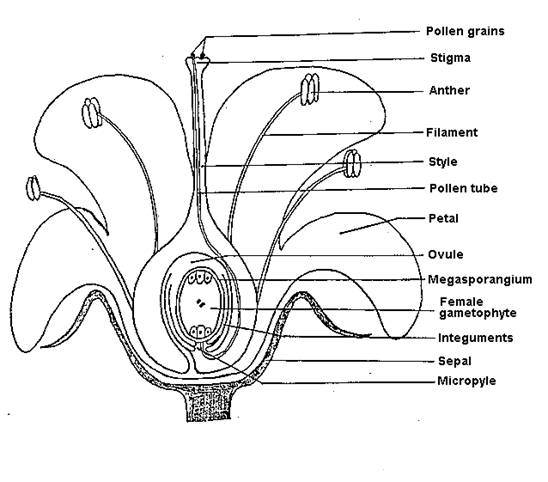 Pollen grains
Stigma
Anther
Filament
Style
Pollen tube
Petal
Ovule
Megasporangium
Female
gametophyte
Integuments
Sepal
Micropyle